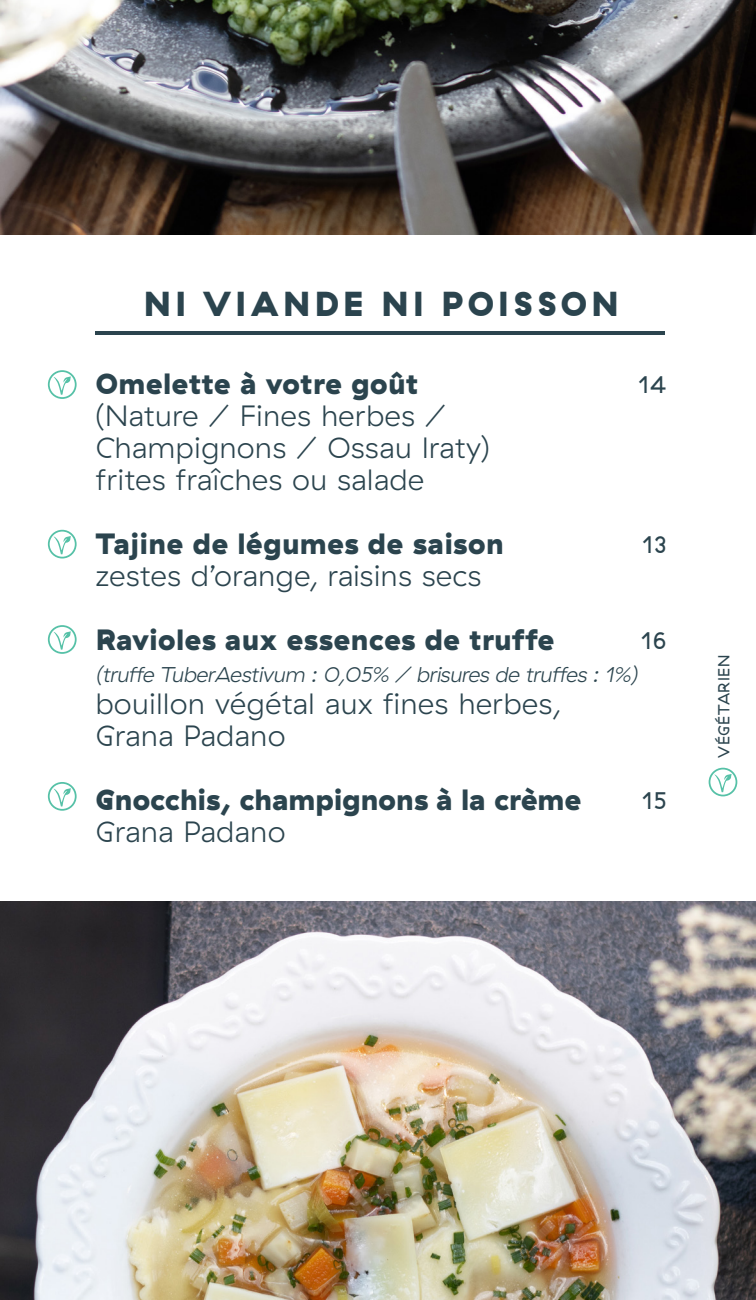 NI VIANDE NI POISSON
Omelette à votre goût 14
(Nature / Fines herbes /
Champignons / Ossau Iraty)
frites fraîches ou salade
Tajine de légumes de saison 13
zestes d’orange, raisins secs
Ravioles aux essences de truffe 16
(truffe TuberAestivum : 0,05% / brisures de truffes : 1%)
bouillon végétal aux fines herbes,
Grana Padano
Gnocchis, champignons à la crème 15
Grana Padano
VÉGÉTARIEN